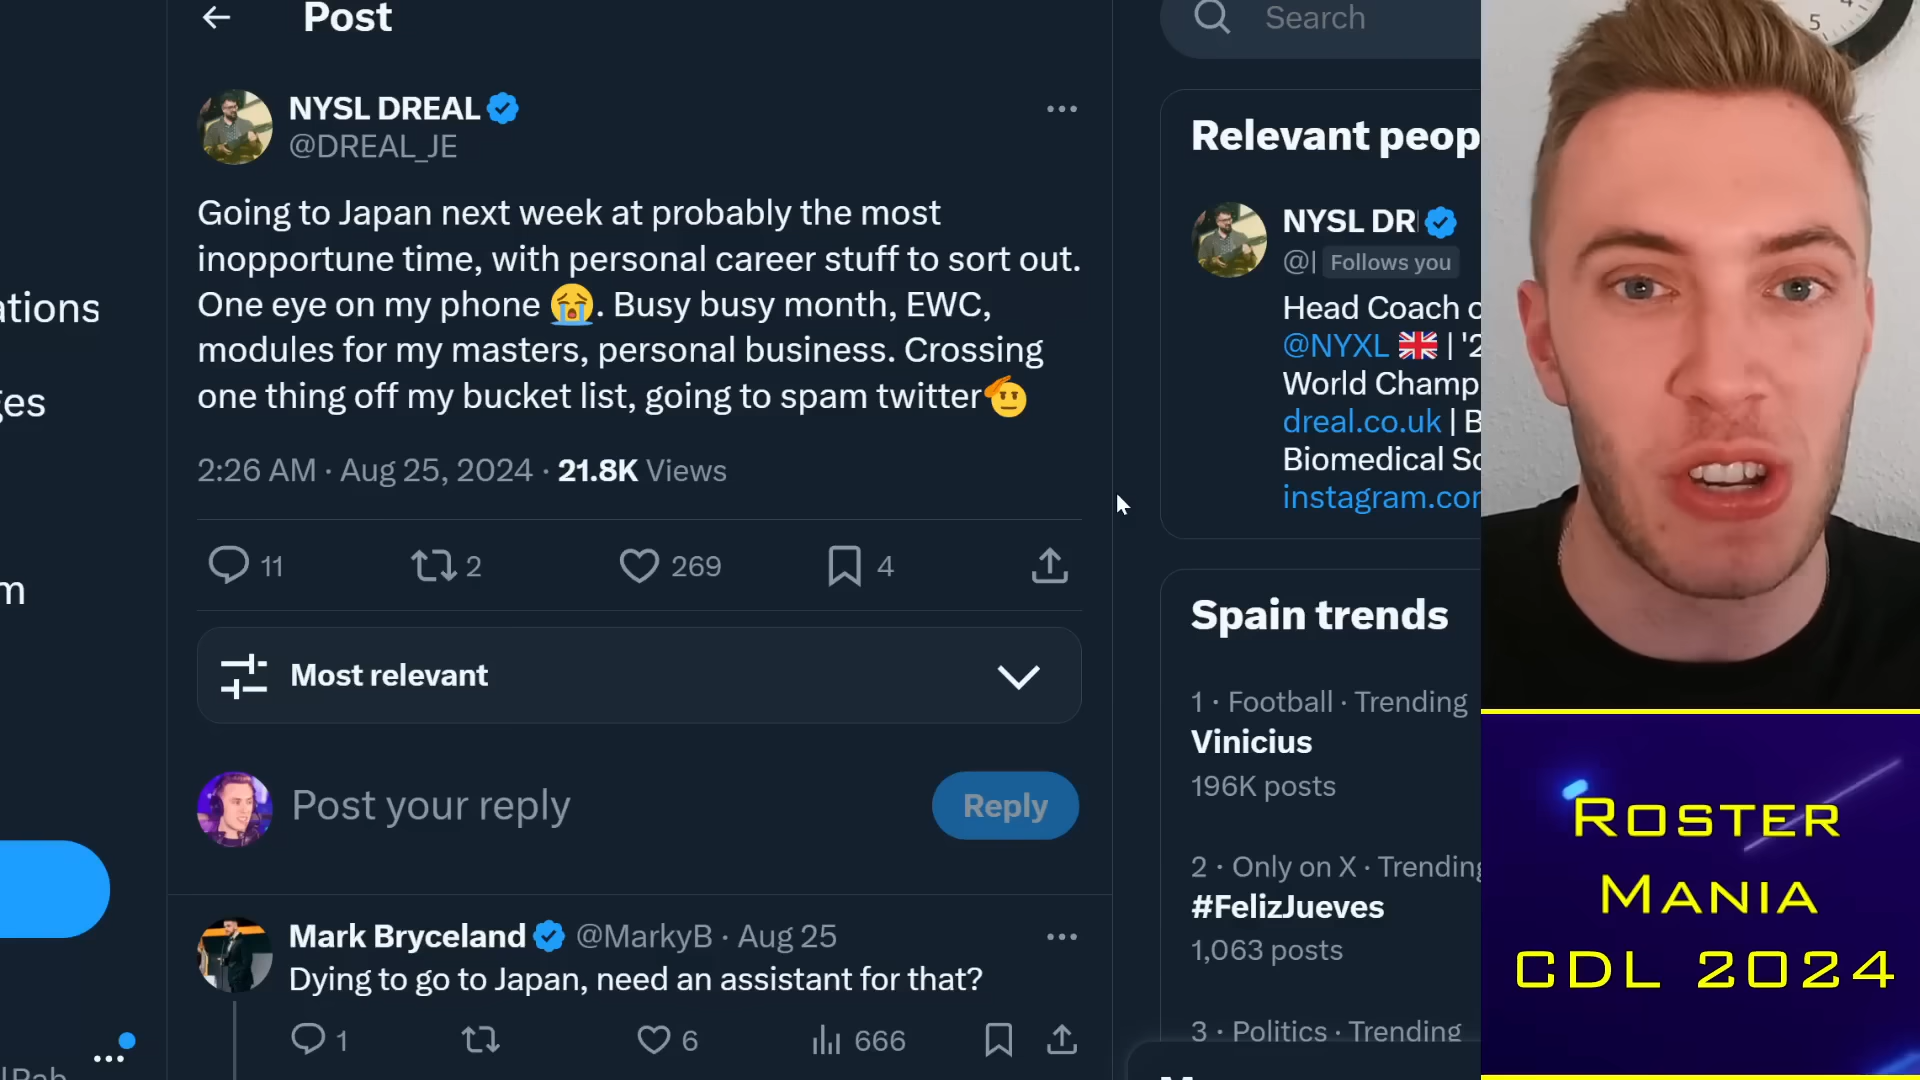 Post
NYSL DREAL
@DREAL_JE
Going to Japan next week at probably the most
inopportune time, with personal career stuff to sort out.
One eye on my phone 😭. Busy busy month, EWC,
modules for my masters, personal business. Crossing
one thing off my bucket list, going to spam twitter🫡
2:26 AM · Aug 25, 2024 · 21.8K Views
11
2
269
4
Most relevant
Post your reply
Reply
Mark Bryceland @MarkyB · Aug 25
Dying to go to Japan, need an assistant for that?
1
6
666
ations
ges
m
Search
Relevant peop
NYSL DR
@ Follows you
Head Coach o
@NYXL 🇬🇧 | '2
World Champ
dreal.co.uk | B
Biomedical Sc
instagram.cor
Spain trends
1 · Football · Trending
Vinicius
196K posts
2 · Only on X · Trending
#FelizJueves
1,063 posts
3 · Politics · Trending
5
ROSTER
MANIA
CDL 2024